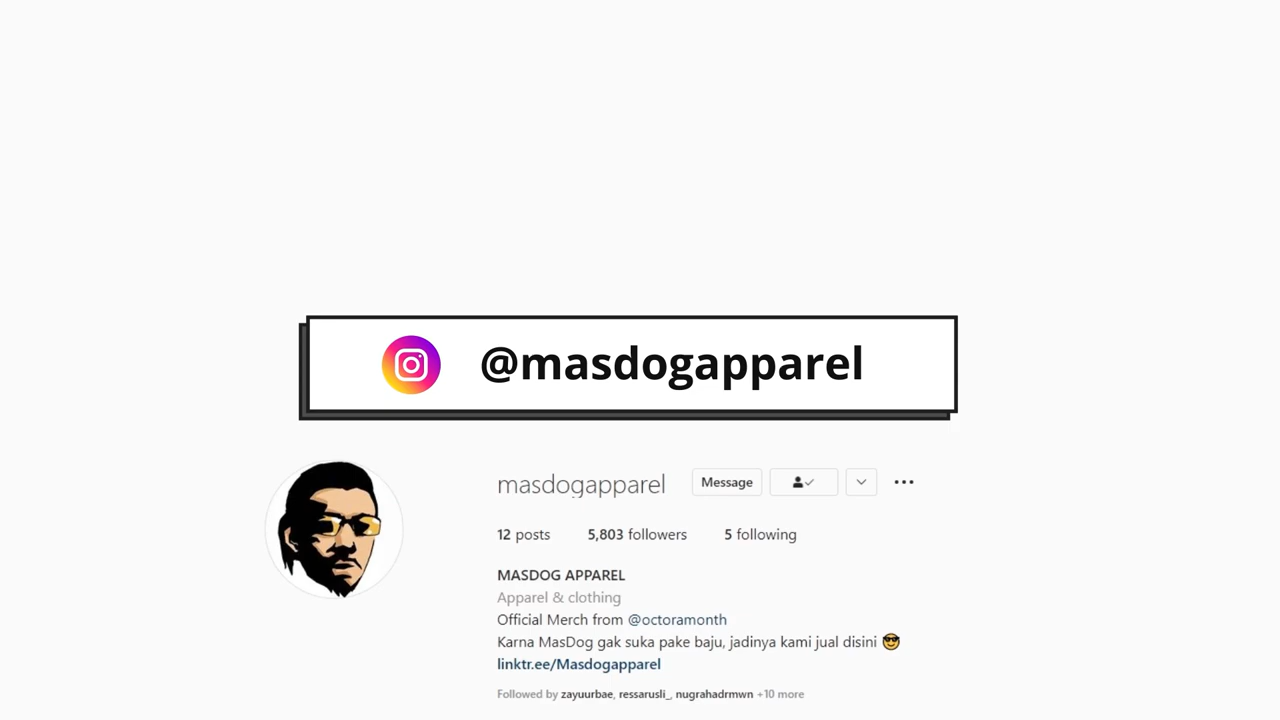 @masdogapparel
masdogapparel Message
12 posts 5,803 followers 5 following
MASDOG APPAREL
Apparel & clothing
Official Merch from @octoramonth
Karna MasDog gak suka pake baju, jadinya kami jual disini 😎
linktr.ee/Masdogapparel
Followed by zayuurbae, ressarusli_, nugrahadrmwn +10 more